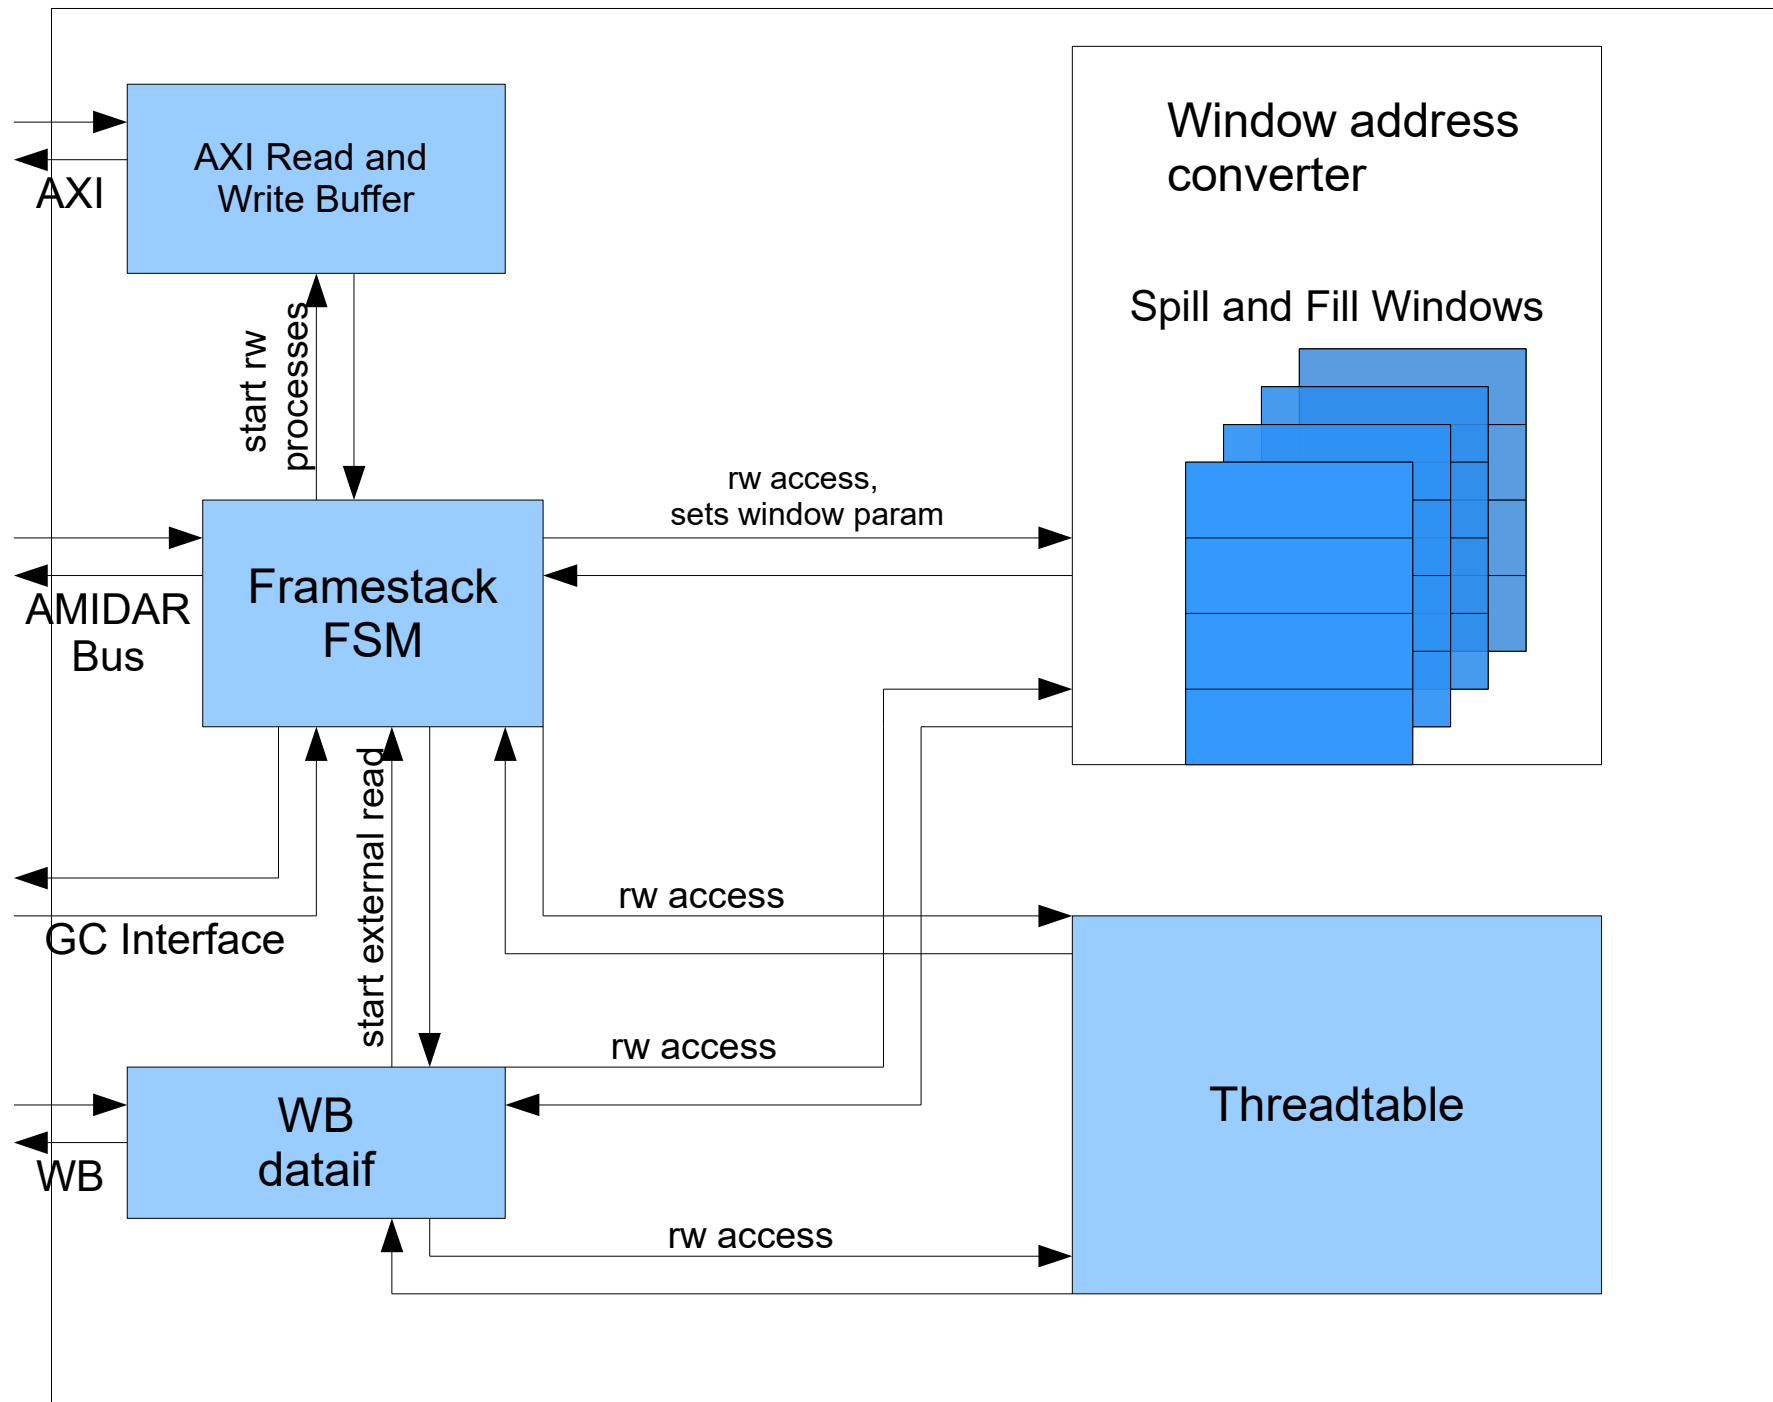 AXI Read and
Write Buffer
AXI
Window address
converter
Spill and Fill Windows
start rw
processes
rw access,
sets window param
Framestack
FSM
AMIDAR
Bus
start external read
rw access
GC Interface
rw access
WB
dataif
WB
Threadtable
rw access